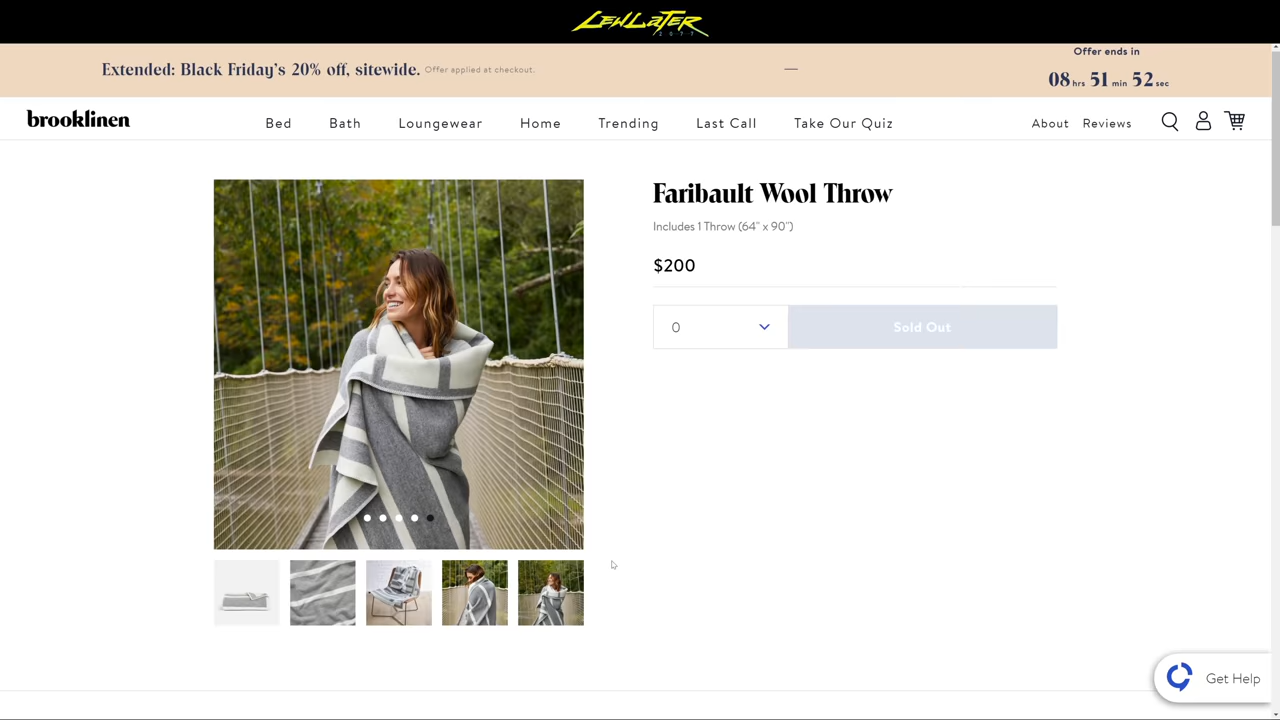 LEWLATER
2077
Extended: Black Friday's 20% off, sitewide. Offer applied at checkout.
Offer ends in
08 hrs 51 min 52 sec
brooklinen
Bed Bath Loungewear Home Trending Last Call Take Our Quiz About Reviews
Faribault Wool Throw
Includes 1 Throw (64" x 90")
$200
0 Sold Out
Get Help